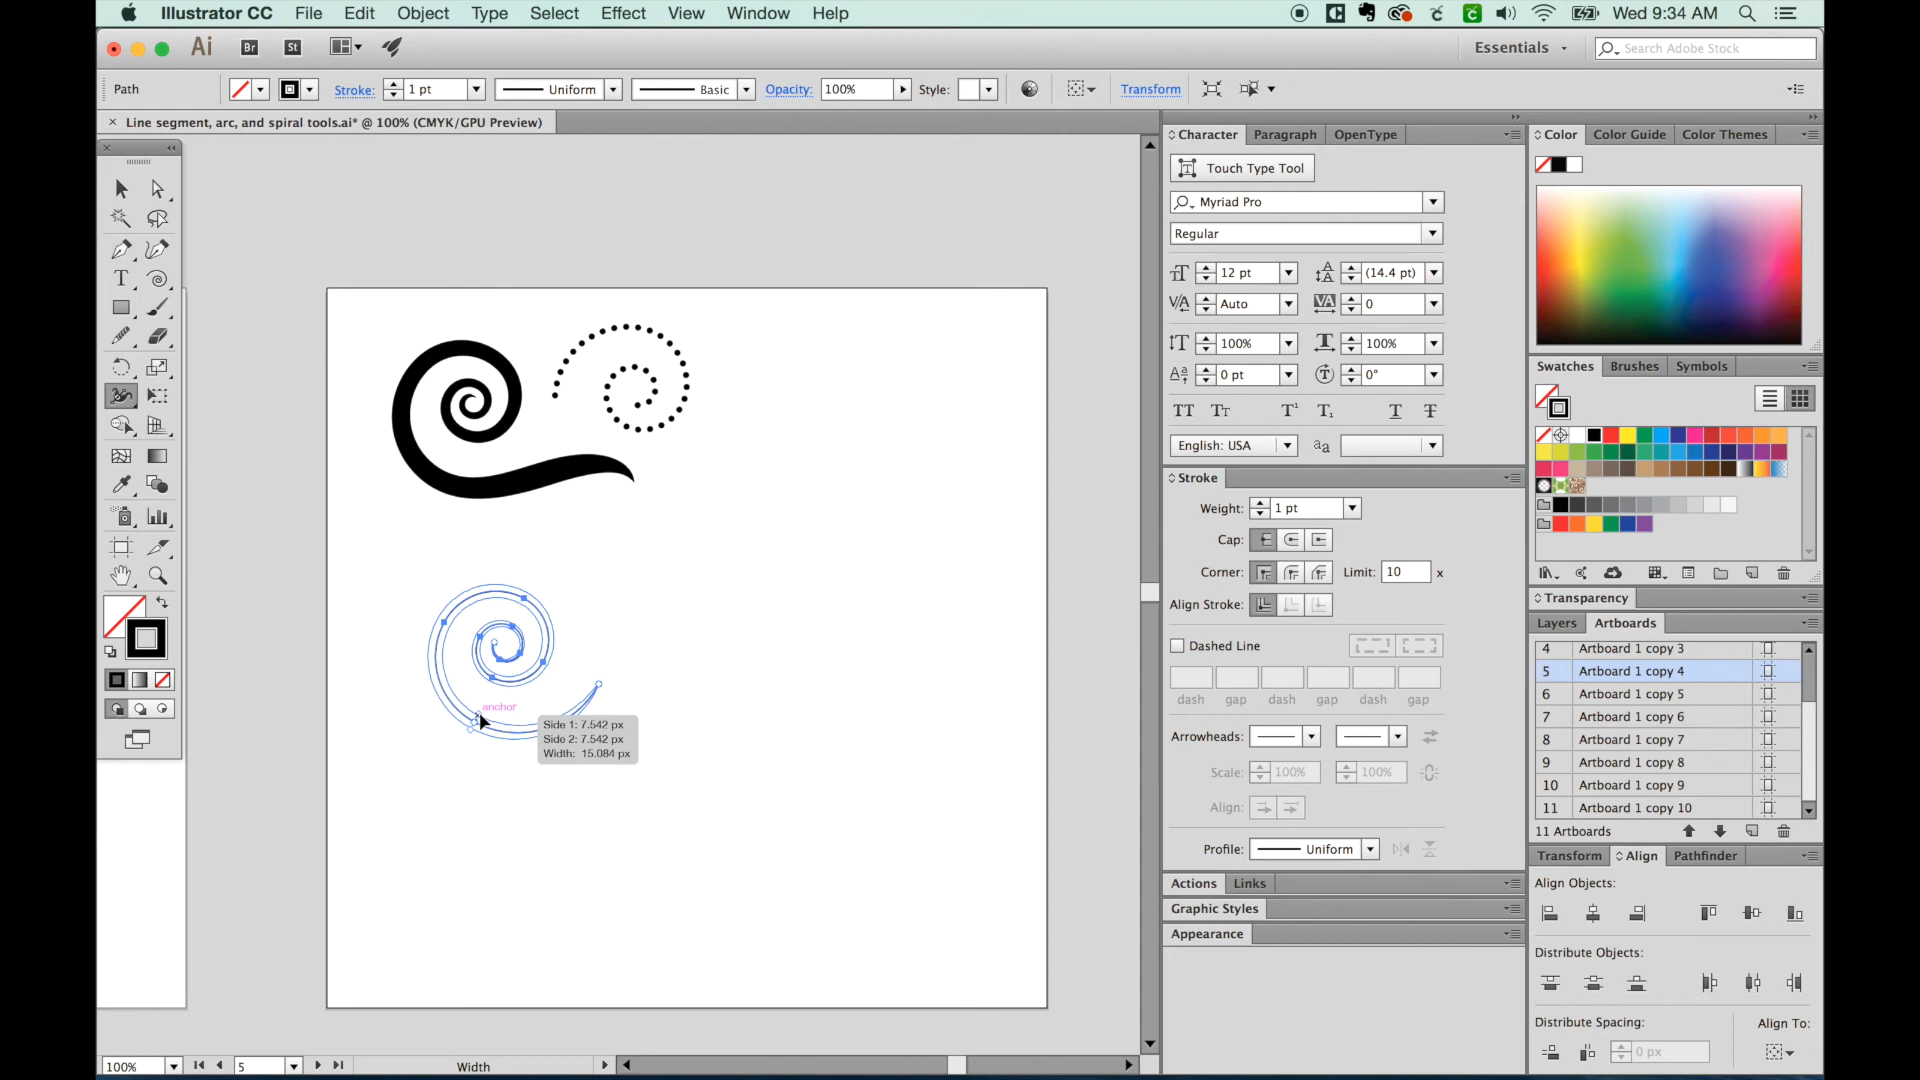 Illustrator CC File Edit Object Type Select Effect View Window Help
Wed 9:34 AM
Ai Br St
Essentials
Search Adobe Stock
Path
Stroke: 1 pt
Uniform
Basic
Opacity: 100%
Style:
Transform
× Line segment, arc, and spiral tools.ai* @ 100% (CMYK/GPU Preview)
anchor
Side 1: 7.542 px
Side 2: 7.542 px
Width: 15.084 px
100%
5
Width
Character Paragraph OpenType
Touch Type Tool
Myriad Pro
Regular
12 pt
(14.4 pt)
Auto
0
100%
100%
0 pt
0°
TT Tt T¹ T₁ T T
English: USA
aa
Stroke
Weight: 1 pt
Cap:
Corner: Limit: 10 x
Align Stroke:
Dashed Line
dash gap dash gap dash gap
Arrowheads:
Scale: 100% 100%
Align:
Profile: Uniform
Actions Links
Graphic Styles
Appearance
Color Color Guide Color Themes
Swatches Brushes Symbols
Transparency
Layers Artboards
4 Artboard 1 copy 3
5 Artboard 1 copy 4
6 Artboard 1 copy 5
7 Artboard 1 copy 6
8 Artboard 1 copy 7
9 Artboard 1 copy 8
10 Artboard 1 copy 9
11 Artboard 1 copy 10
11 Artboards
Transform Align Pathfinder
Align Objects:
Distribute Objects:
Distribute Spacing: Align To:
0 px